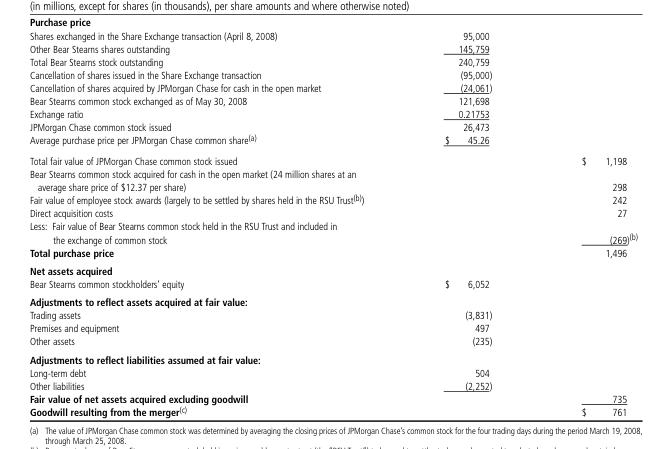 (in millions, except for shares (in thousands), per share amounts and where otherwise noted)
Purchase price
Shares exchanged in the Share Exchange transaction (April 8, 2008) 95,000
Other Bear Stearns shares outstanding 145,759
Total Bear Stearns stock outstanding 240,759
Cancellation of shares issued in the Share Exchange transaction (95,000)
Cancellation of shares acquired by JPMorgan Chase for cash in the open market (24,061)
Bear Stearns common stock exchanged as of May 30, 2008 121,698
Exchange ratio 0.21753
JPMorgan Chase common stock issued 26,473
Average purchase price per JPMorgan Chase common share(a) $ 45.26
Total fair value of JPMorgan Chase common stock issued $ 1,198
Bear Stearns common stock acquired for cash in the open market (24 million shares at an
average share price of $12.37 per share) 298
Fair value of employee stock awards (largely to be settled by shares held in the RSU Trust(b)) 242
Direct acquisition costs 27
Less: Fair value of Bear Stearns common stock held in the RSU Trust and included in
the exchange of common stock (269)(b)
Total purchase price 1,496
Net assets acquired
Bear Stearns common stockholders' equity $ 6,052
Adjustments to reflect assets acquired at fair value:
Trading assets (3,831)
Premises and equipment 497
Other assets (235)
Adjustments to reflect liabilities assumed at fair value:
Long-term debt 504
Other liabilities (2,252)
Fair value of net assets acquired excluding goodwill 735
Goodwill resulting from the merger(c) $ 761
(a) The value of JPMorgan Chase common stock was determined by averaging the closing prices of JPMorgan Chase's common stock for the four trading days during the period March 19, 2008,
through March 25, 2008.